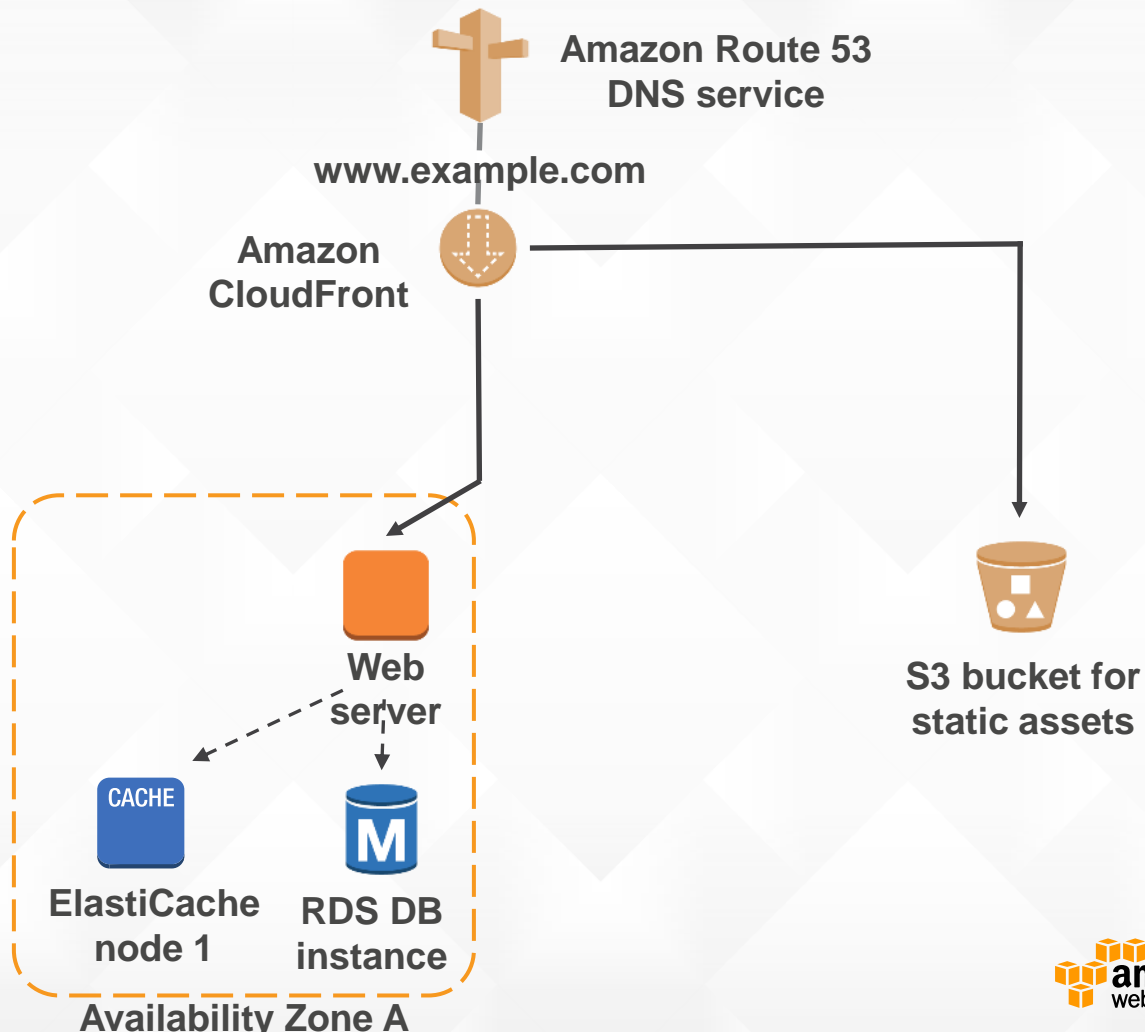 Amazon Route 53
DNS service
www.example.com
Amazon
CloudFront
Web
server
S3 bucket for
static assets
CACHE
M
ElastiCache
node 1
RDS DB
instance
Availability Zone A